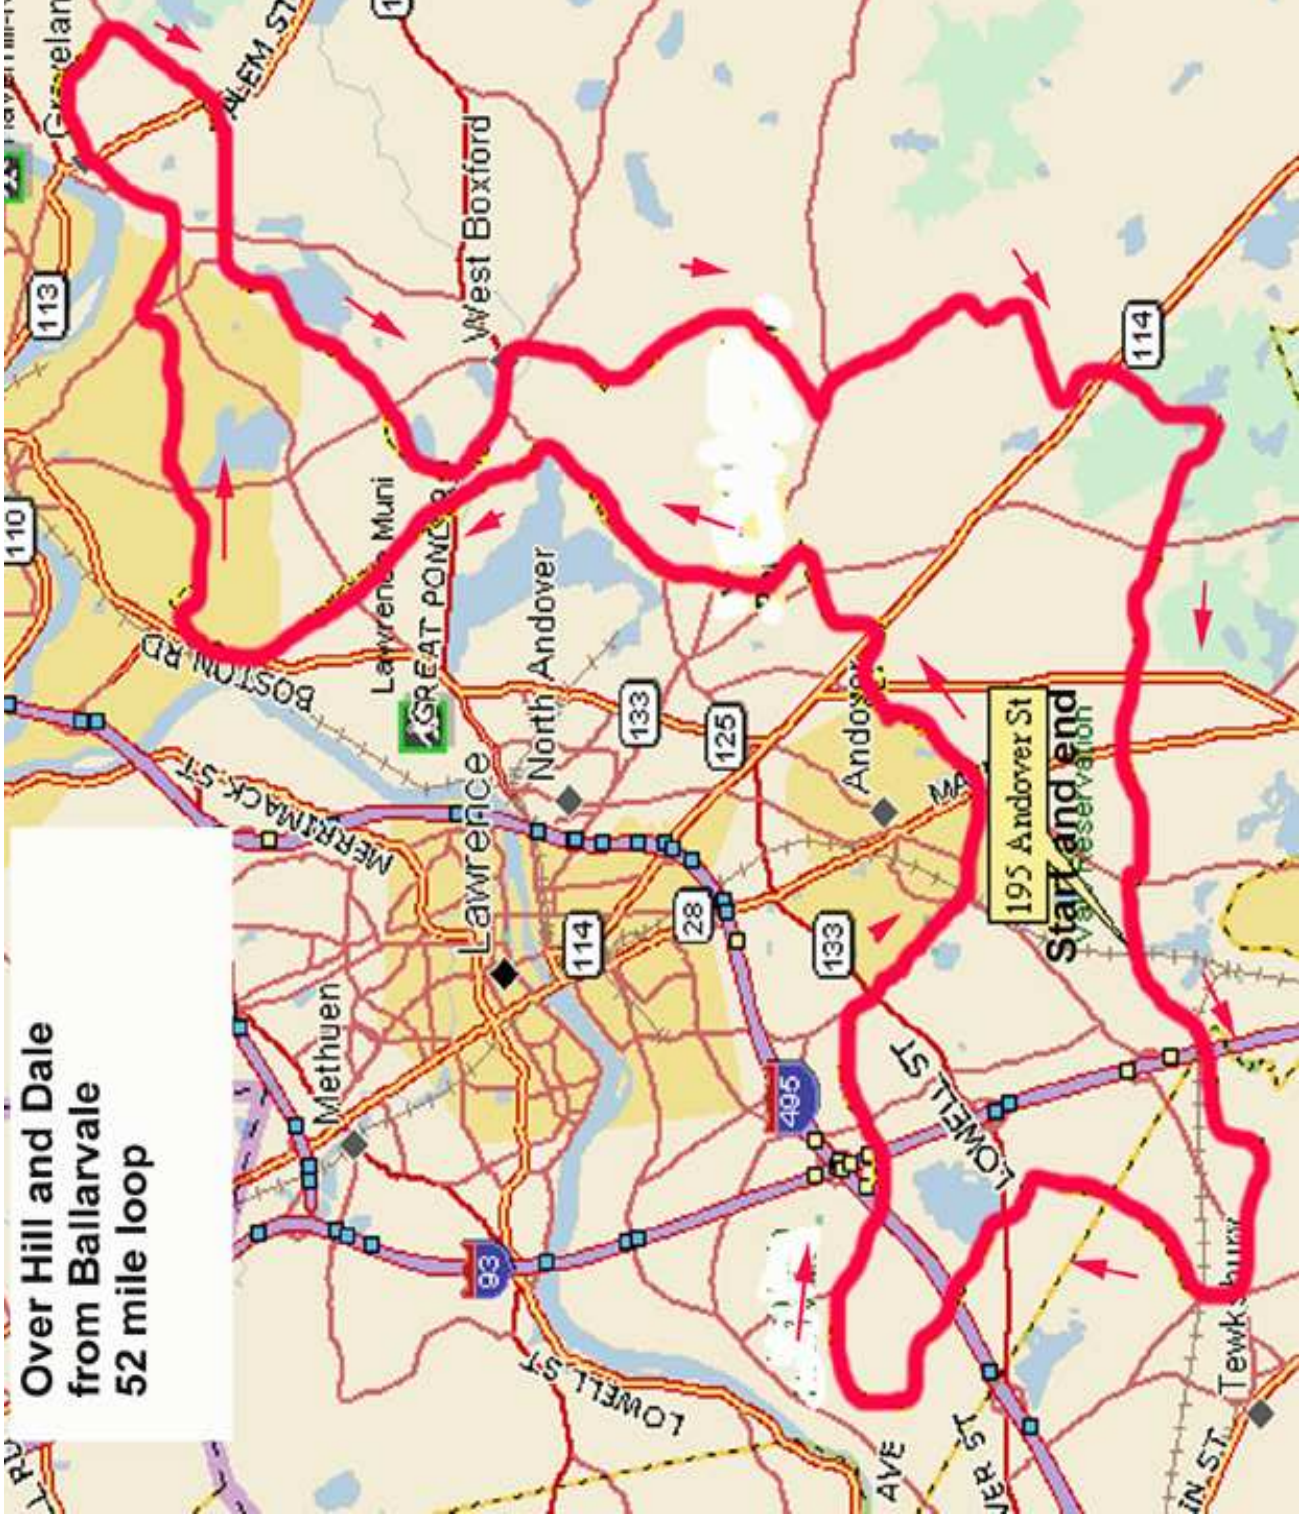 Over Hill and Dale
from Ballarvale
52 mile loop
113
110
BOSTON RD
MERRIMACK ST
Lawrence Muni
GREAT POND
West Boxford
North Andover
Lawrence
Methuen
133
125
114
28
133
114
93
495
Andover
195 Andover St
Start and end
LOWELL ST
LOWELL ST
AVE
Tewksbury